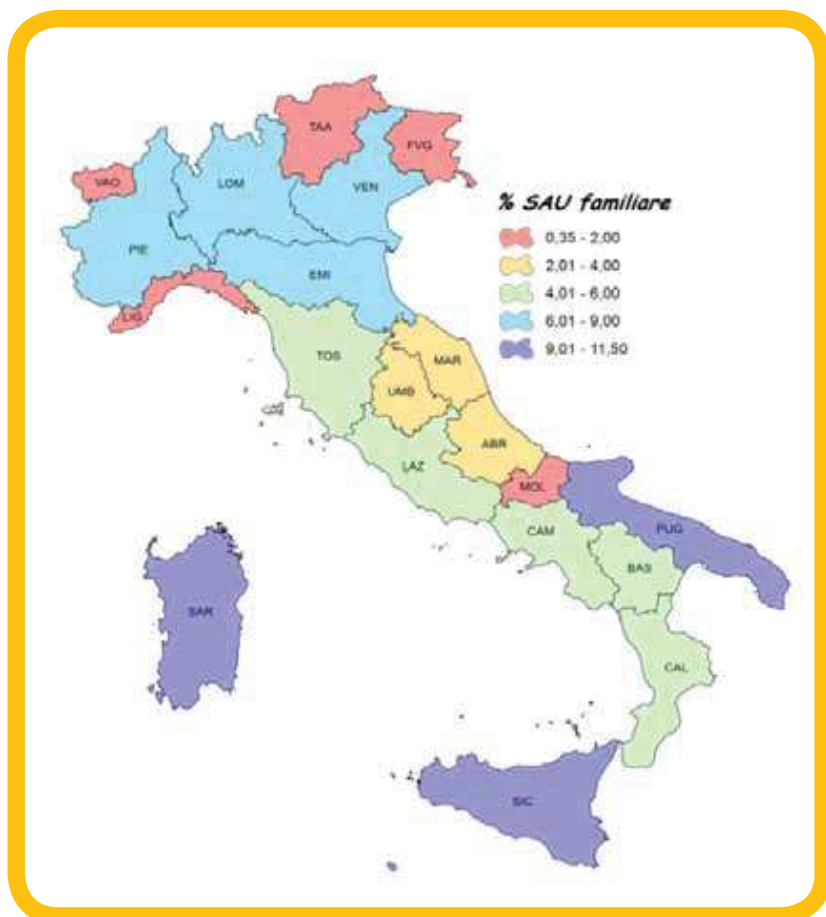 TAA
FVG
VAO
LOM
VEN
PIE
EMI
LIG
% SAU familiare
0,35 - 2,00
2,01 - 4,00
4,01 - 6,00
6,01 - 9,00
9,01 - 11,50
TOS
MAR
UMB
ABR
LAZ
MOL
CAM
PUG
BAS
SAR
CAL
SIC